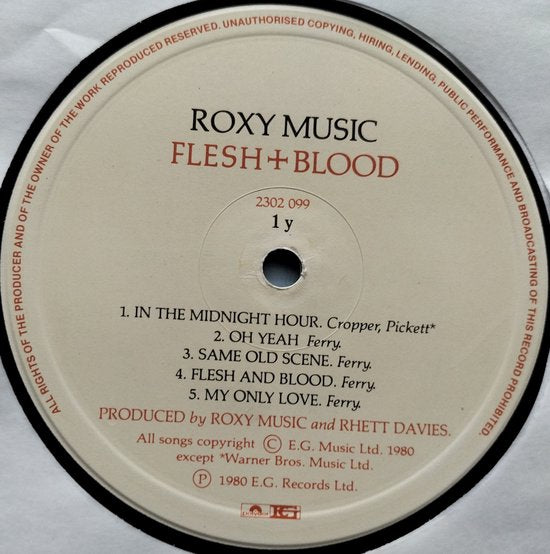 ALL RIGHTS OF THE PRODUCER AND OF THE OWNER OF THE WORK REPRODUCED RESERVED. UNAUTHORISED COPYING, HIRING, LENDING, PUBLIC PERFORMANCE AND BROADCASTING OF THIS RECORD PROHIBITED.
ROXY MUSIC
FLESH + BLOOD
2302 099
1 y
1. IN THE MIDNIGHT HOUR. Cropper, Pickett*
2. OH YEAH Ferry.
3. SAME OLD SCENE. Ferry.
4. FLESH AND BLOOD. Ferry.
5. MY ONLY LOVE. Ferry.
PRODUCED by ROXY MUSIC and RHETT DAVIES.
All songs copyright © E.G. Music Ltd. 1980
except *Warner Bros. Music Ltd.
℗ 1980 E.G. Records Ltd.
Polydor EG